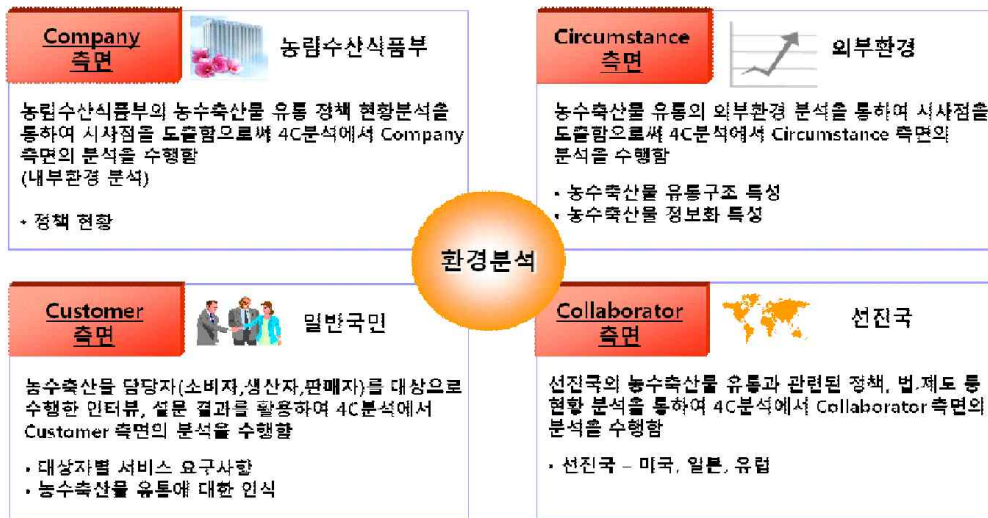 Company
측면
농림수산식품부
농림수산식품부의 농수축산물 유통 정책 현황분석을
통하여 시사점을 도출함으로써 4C분석에서 Company
측면의 분석을 수행함
(내부환경 분석)
• 정책 현황
Circumstance
측면
외부환경
농수축산물 유통의 외부환경 분석을 통하여 시사점을
도출함으로써 4C분석에서 Circumstance 측면의
분석을 수행함
• 농수축산물 유통구조 특성
• 농수축산물 정보화 특성
환경분석
Customer
측면
일반국민
농수축산물 담당자(소비자,생산자,판매자)를 대상으로
수행한 인터뷰, 설문 결과를 활용하여 4C분석에서
Customer 측면의 분석을 수행함
• 대상자별 서비스 요구사항
• 농수축산물 유통에 대한 인식
Collaborator
측면
선진국
선진국의 농수축산물 유통과 관련된 정책, 법·제도 등
현황 분석을 통하여 4C분석에서 Collaborator 측면의
분석을 수행함
• 선진국 – 미국, 일본, 유럽